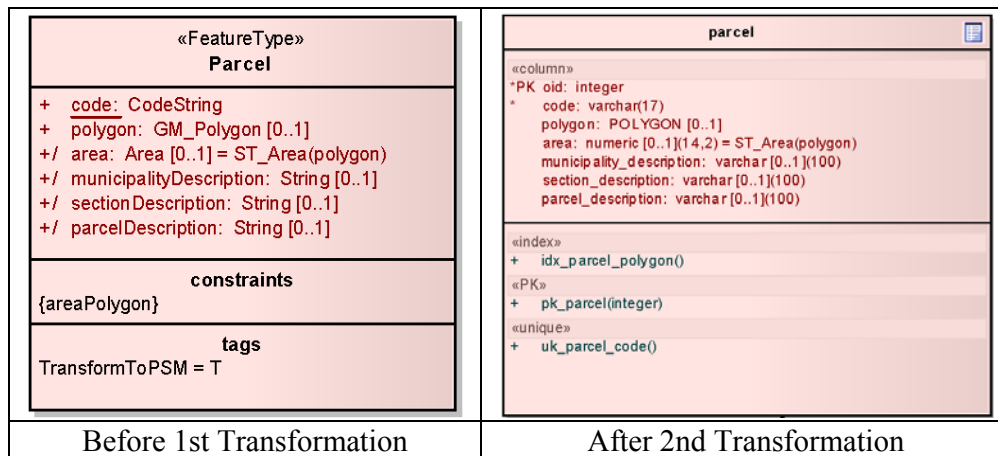 «FeatureType»
Parcel
+ code: CodeString
+ polygon: GM_Polygon [0..1]
+/ area: Area [0..1] = ST_Area(polygon)
+/ municipalityDescription: String [0..1]
+/ sectionDescription: String [0..1]
+/ parcelDescription: String [0..1]
constraints
{areaPolygon}
tags
TransformToPSM = T
Before 1st Transformation
parcel
«column»
*PK oid: integer
* code: varchar(17)
polygon: POLYGON [0..1]
area: numeric [0..1](14,2) = ST_Area(polygon)
municipality_description: varchar [0..1](100)
section_description: varchar [0..1](100)
parcel_description: varchar [0..1](100)
«index»
+ idx_parcel_polygon()
«PK»
+ pk_parcel(integer)
«unique»
+ uk_parcel_code()
After 2nd Transformation